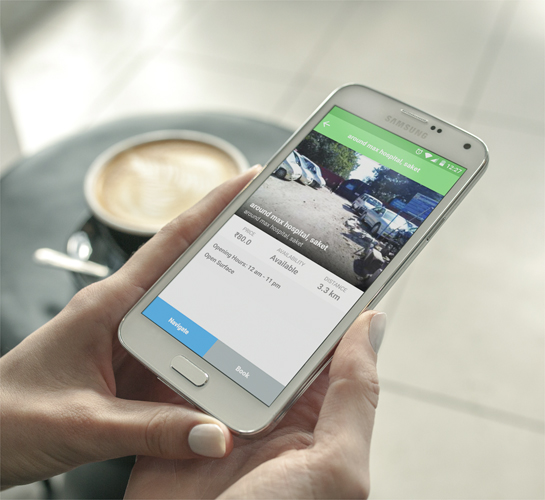 SAMSUNG
12:27
around max hospital, saket
around max hospital, saket
around max hospital, saket
PRICE
₹60.0
AVAILABILITY
Available
DISTANCE
3.3 km
Opening Hours: 12 am - 11 pm
Open Surface
Navigate
Book